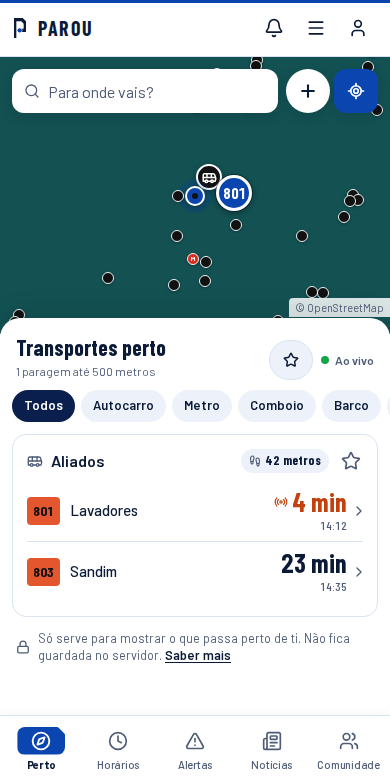 PAROU
Para onde vais?
801
M
© OpenStreetMap
Transportes perto
1 paragem até 500 metros
Ao vivo
Todos
Autocarro
Metro
Comboio
Barco
Aliados
42 metros
801
Lavadores
4 min
14:12
803
Sandim
23 min
14:35
Só serve para mostrar o que passa perto de ti. Não fica
guardada no servidor. Saber mais
Perto
Horários
Alertas
Notícias
Comunidade